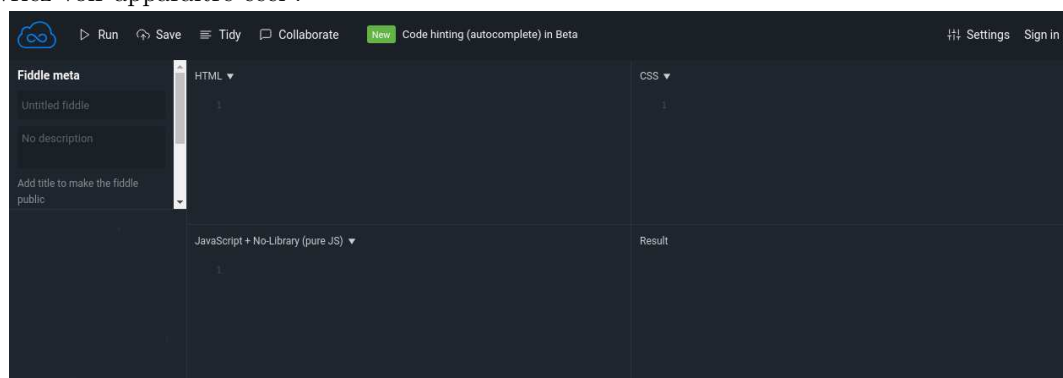 Run Save Tidy Collaborate New Code hinting (autocomplete) in Beta Settings Sign in
Fiddle meta
Untitled fiddle
No description
Add title to make the fiddle
public
HTML ▼
1
CSS ▼
1
JavaScript + No-Library (pure JS) ▼
1
Result